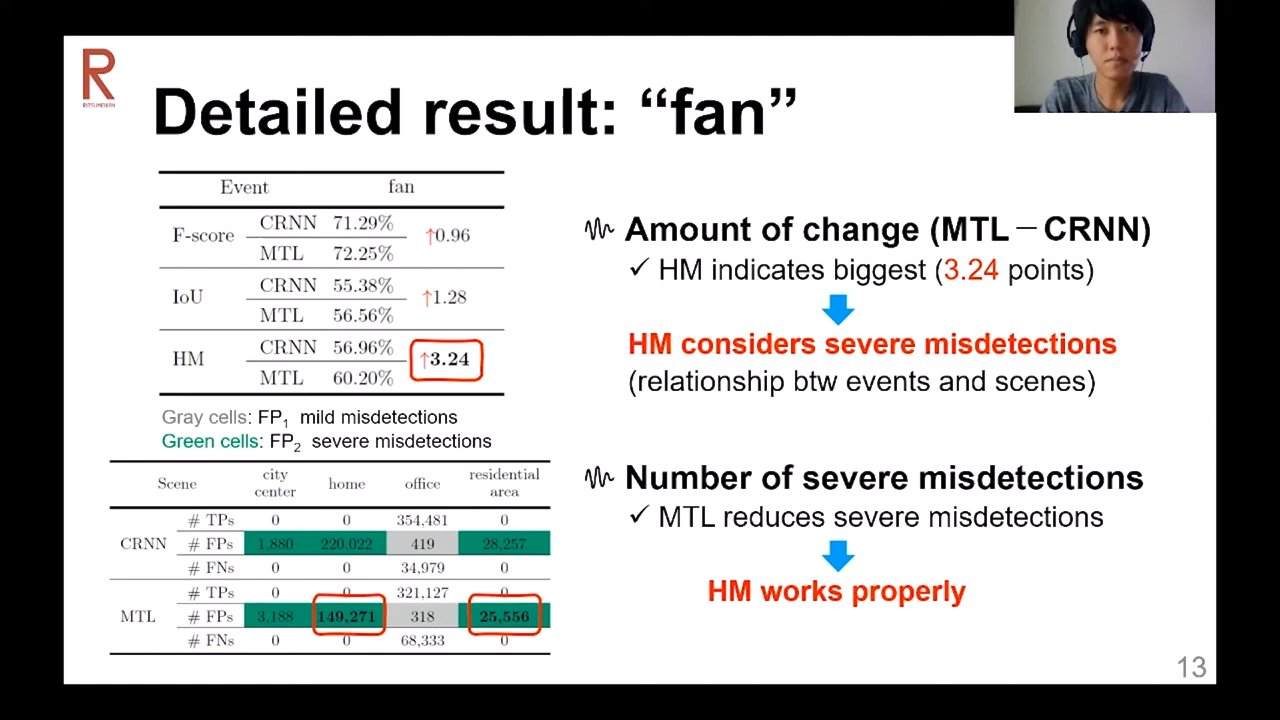 R
RITSUMEIKAN
Detailed result: “fan”
Event fan
F-score CRNN 71.29% ↑0.96
MTL 72.25%
IoU CRNN 55.38% ↑1.28
MTL 56.56%
HM CRNN 56.96% ↑3.24
MTL 60.20%
Gray cells: FP1 mild misdetections
Green cells: FP2 severe misdetections
Scene city center home office residential area
CRNN # TPs 0 0 354,481 0
# FPs 1,880 220,022 419 28,257
# FNs 0 0 34,979 0
MTL # TPs 0 0 321,127 0
# FPs 3,188 149,271 318 25,556
# FNs 0 0 68,333 0
Amount of change (MTL－CRNN)
✓ HM indicates biggest (3.24 points)
HM considers severe misdetections
(relationship btw events and scenes)
Number of severe misdetections
✓ MTL reduces severe misdetections
HM works properly
13